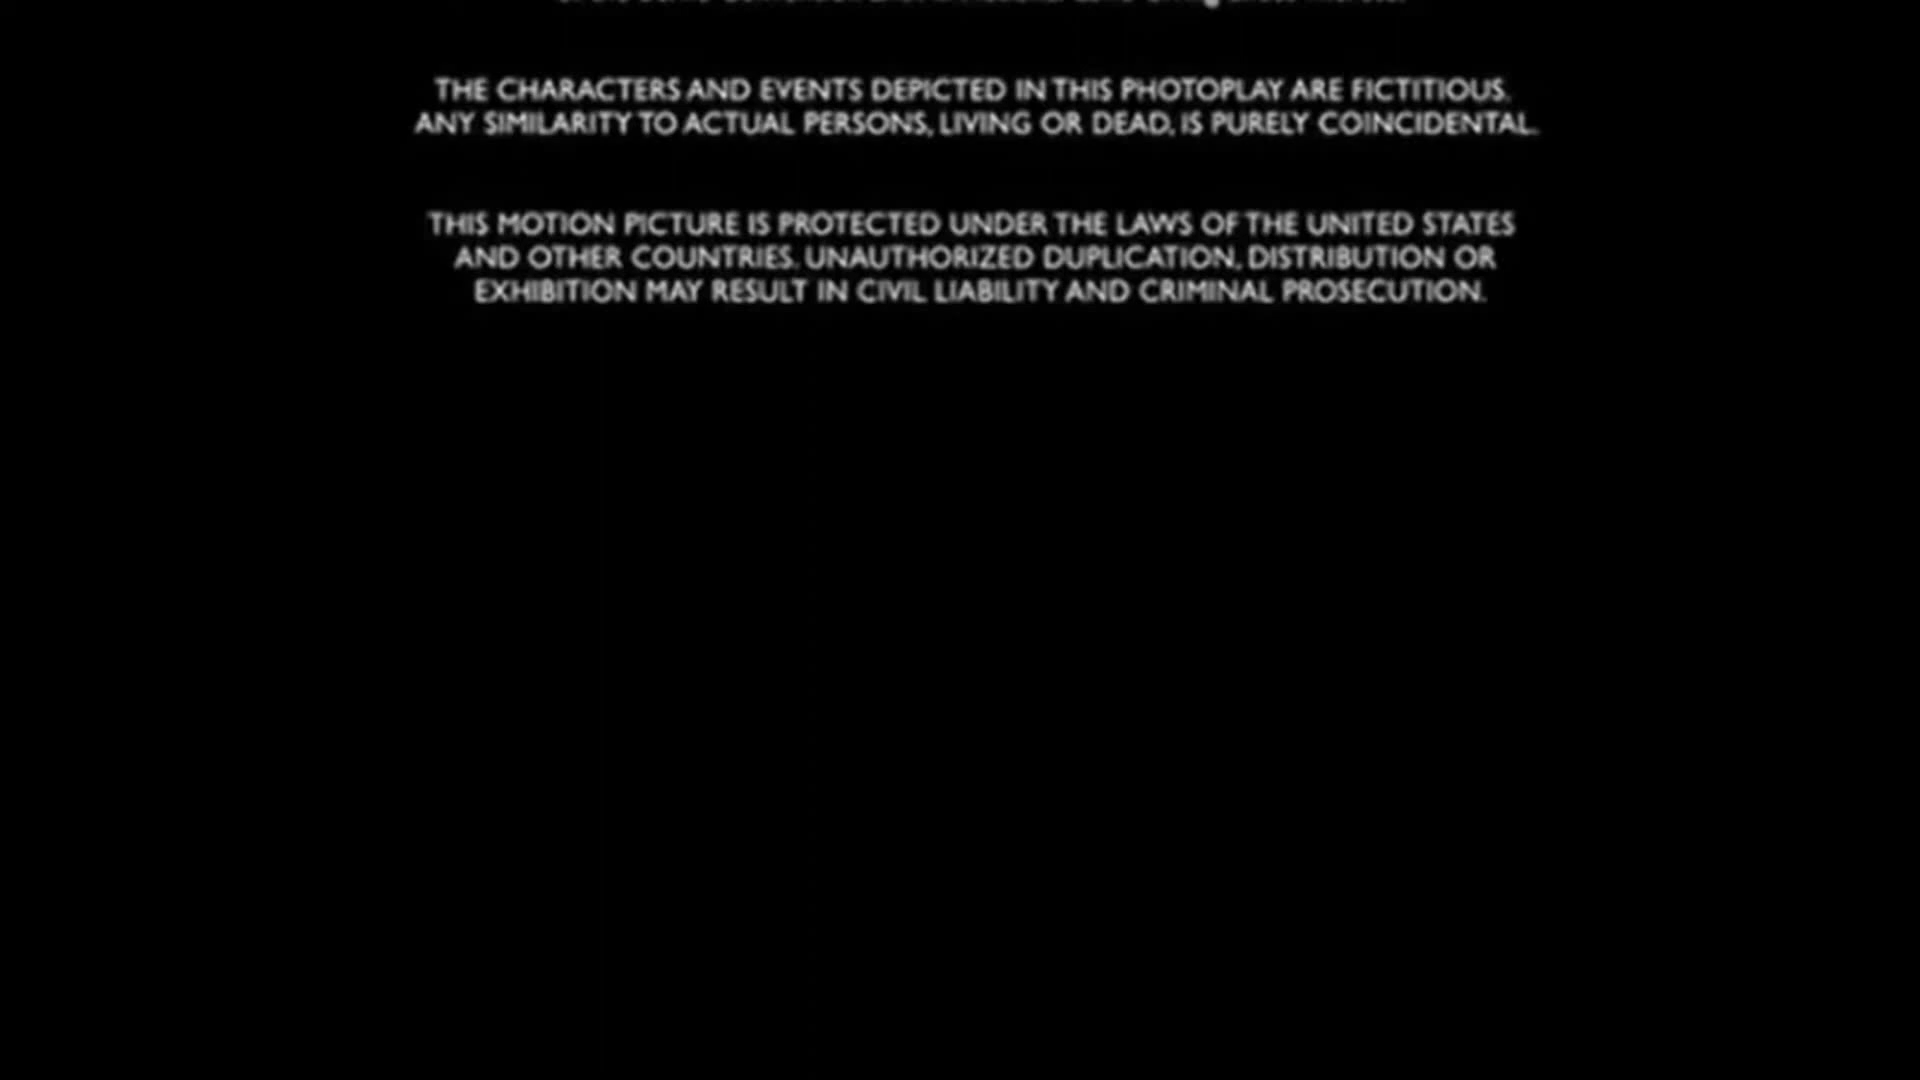 THE CHARACTERS AND EVENTS DEPICTED IN THIS PHOTOPLAY ARE FICTITIOUS.
ANY SIMILARITY TO ACTUAL PERSONS, LIVING OR DEAD, IS PURELY COINCIDENTAL.
THIS MOTION PICTURE IS PROTECTED UNDER THE LAWS OF THE UNITED STATES
AND OTHER COUNTRIES. UNAUTHORIZED DUPLICATION, DISTRIBUTION OR
EXHIBITION MAY RESULT IN CIVIL LIABILITY AND CRIMINAL PROSECUTION.